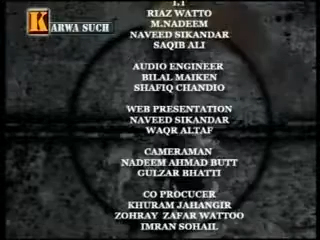 KARWA SUCH
I.T
RIAZ WATTO
M.NADEEM
NAVEED SIKANDAR
SAQIB ALI
AUDIO ENGINEER
BILAL MAIKEN
SHAFIQ CHANDIO
WEB PRESENTATION
NAVEED SIKANDAR
WAQR ALTAF
CAMERAMAN
NADEEM AHMAD BUTT
GULZAR BHATTI
CO PROCUCER
KHURAM JAHANGIR
ZOHRAY ZAFAR WATTOO
IMRAN SOHAIL